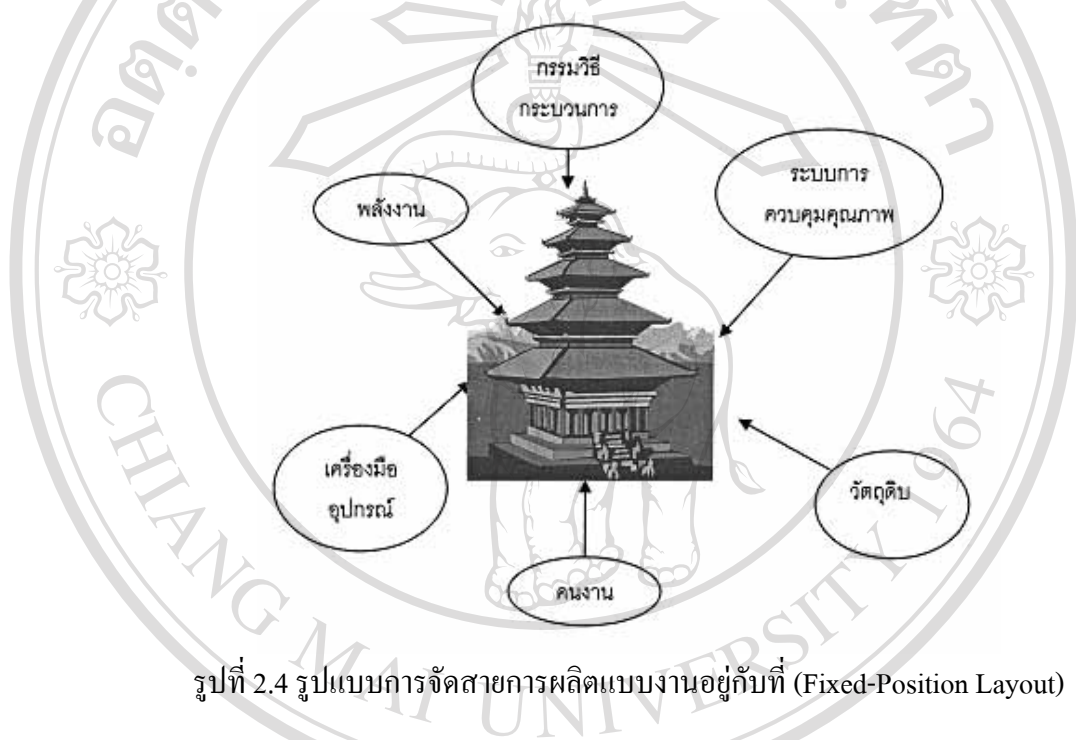 กรรมวิธี
กระบวนการ
ระบบการ
ควบคุมคุณภาพ
พลังงาน
เครื่องมือ
อุปกรณ์
วัตถุดิบ
คนงาน
รูปที่ 2.4 รูปแบบการจัดสายการผลิตแบบงานอยู่กับที่ (Fixed-Position Layout)
CHIANG MAI UNIVERSITY 1964